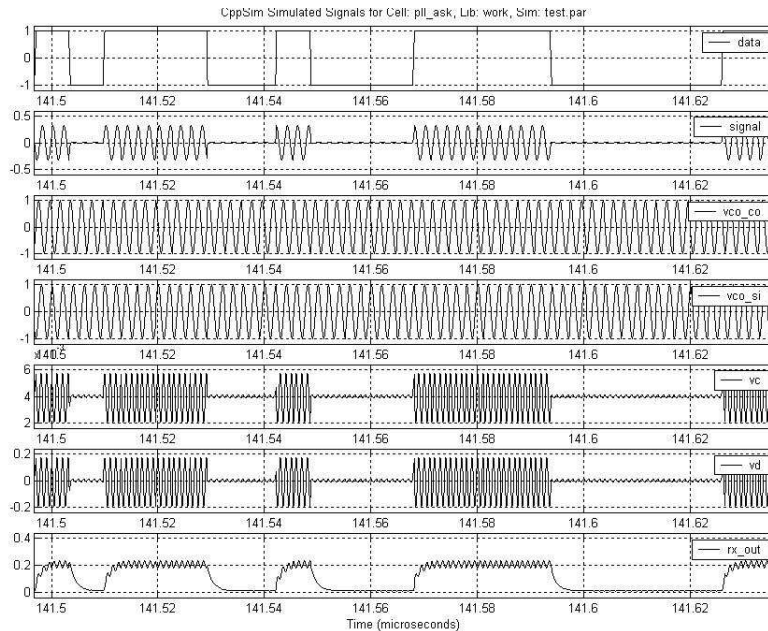 CppSim Simulated Signals for Cell: pll_ask, Lib: work, Sim: test.par
1
0
-1
data
141.5 141.52 141.54 141.56 141.58 141.6 141.62
0.5
0
-0.5
signal
141.5 141.52 141.54 141.56 141.58 141.6 141.62
1
0
-1
vco_co
141.5 141.52 141.54 141.56 141.58 141.6 141.62
1
0
-1
vco_si
141.52 141.54 141.56 141.58 141.6 141.62
6
4
2
vc
141.5 141.52 141.54 141.56 141.58 141.6 141.62
0.2
0
-0.2
vd
141.5 141.52 141.54 141.56 141.58 141.6 141.62
0.4
0.2
0
rx_out
141.5 141.52 141.54 141.56 141.58 141.6 141.62
Time (microseconds)